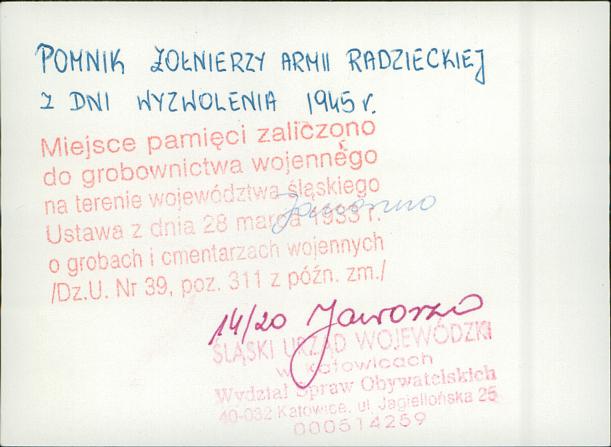 POMNIK ŻOŁNIERZY ARMII RADZIECKIEJ
Z DNI WYZWOLENIA 1945 r.
Miejsce pamięci zaliczono
do grobownictwa wojennego
na terenie województwa śląskiego
Jaworzno
Ustawa z dnia 28 marca 1933 r.
o grobach i cmentarzach wojennych
/Dz.U. Nr 39, poz. 311 z późn. zm./
14/20 Jaworzno
ŚLĄSKI URZĄD WOJEWÓDZKI
w Katowicach
Wydział Spraw Obywatelskich
40-032 Katowice, ul. Jagiellońska 25
000514259